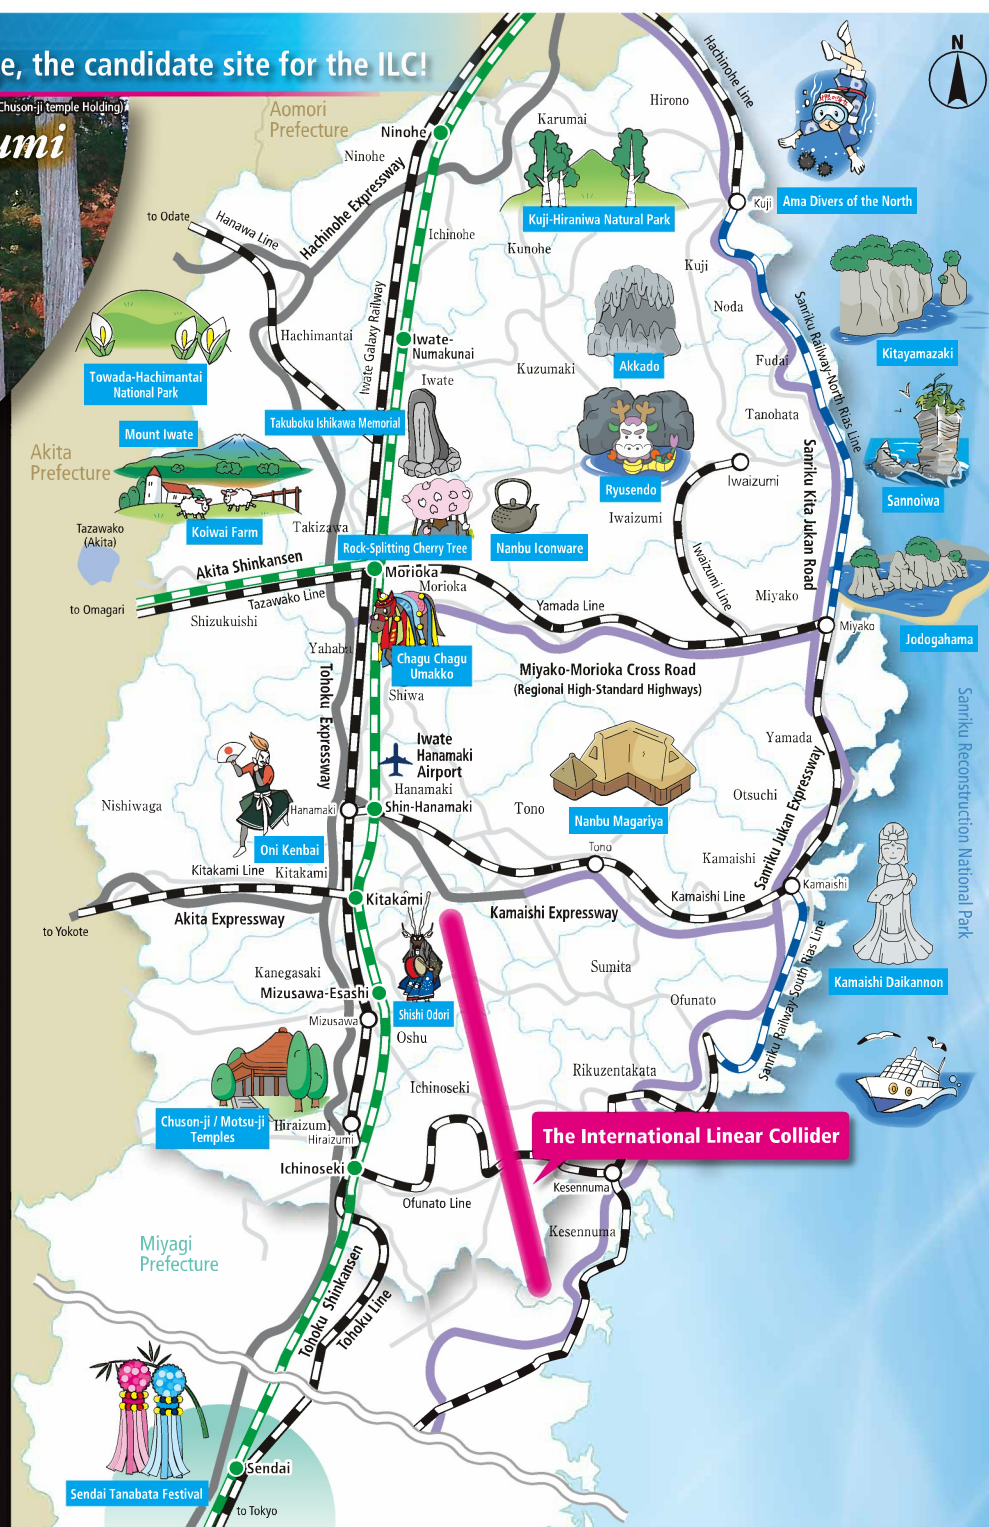 e, the candidate site for the ILC!
Chuson-ji temple Holding)
umi
N
Aomori
Prefecture
Hachinohe Line
Hirono
Karumai
Ninohe
Ninohe
Hachinohe Expressway
Kuji
Ama Divers of the North
Kuji-Hiraniwa Natural Park
to Odate
Hanawa Line
Ichinohe
Kunohe
Kuji
Noda
Iwate Galaxy Railway
Sanriku Railway-North Rias Line
Hachimantai
Iwate-
Numakunai
Iwate
Kuzumaki
Akkado
Fudai
Kitayamazaki
Towada-Hachimantai
National Park
Takuboku Ishikawa Memorial
Tanohata
Mount Iwate
Akita
Prefecture
Iwaizumi
Sanriku Kita Jukan Road
Ryusendo
Sannoiwa
Iwaizumi
Koiwai Farm
Takizawa
Tazawako
(Akita)
Rock-Splitting Cherry Tree
Nanbu Iconware
Akita Shinkansen
Morioka
Morioka
Iwaizumi Line
Tazawako Line
to Omagari
Shizukuishi
Yamada Line
Miyako
Miyako
Jodogahama
Yahaba
Chagu Chagu
Umakko
Miyako-Morioka Cross Road
(Regional High-Standard Highways)
Shiwa
Tohoku Expressway
Sanriku Reconstruction National Park
Iwate
Hanamaki
Airport
Hanamaki
Yamada
Otsuchi
Nishiwaga
Hanamaki
Shin-Hanamaki
Tono
Nanbu Magariya
Sanriku Jukan Expressway
Oni Kenbai
Tono
Kamaishi
Kitakami Line
Kitakami
Kamaishi
Kamaishi Line
Kitakami
Akita Expressway
Kamaishi Expressway
to Yokote
Sanriku Railway-South Rias Line
Kanegasaki
Sumita
Kamaishi Daikannon
Mizusawa-Esashi
Ofunato
Shishi Odori
Mizusawa
Oshu
Rikuzentakata
Ichinoseki
Chuson-ji / Motsu-ji
Temples
Hiraizumi
Hiraizumi
The International Linear Collider
Ichinoseki
Kesennuma
Ofunato Line
Kesennuma
Miyagi
Prefecture
Tohoku Shinkansen
Tohoku Line
Sendai
Sendai Tanabata Festival
to Tokyo